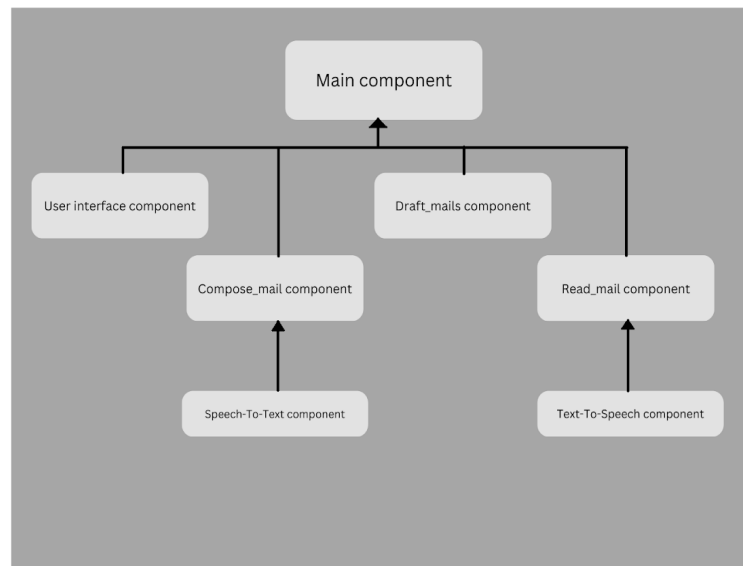 Main component
User interface component
Draft_mails component
Compose_mail component
Read_mail component
Speech-To-Text component
Text-To-Speech component